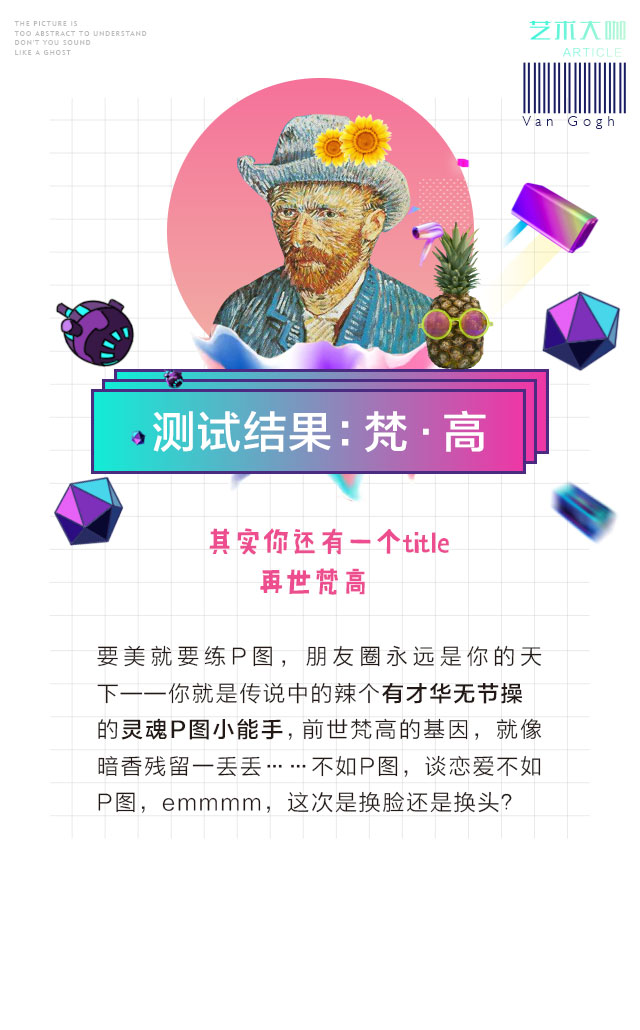 THE PICTURE IS
TOO ABSTRACT TO UNDERSTAND
DON'T YOU SOUND
LIKE A GHOST
艺术大咖
ARTICLE
Van Gogh
测试结果:梵·高
其实你还有一个title
再世梵高
要美就要练P图，朋友圈永远是你的天
下——你就是传说中的辣个有才华无节操
的灵魂P图小能手，前世梵高的基因，就像
暗香残留一丢丢……不如P图，谈恋爱不如
P图，emmmm，这次是换脸还是换头？